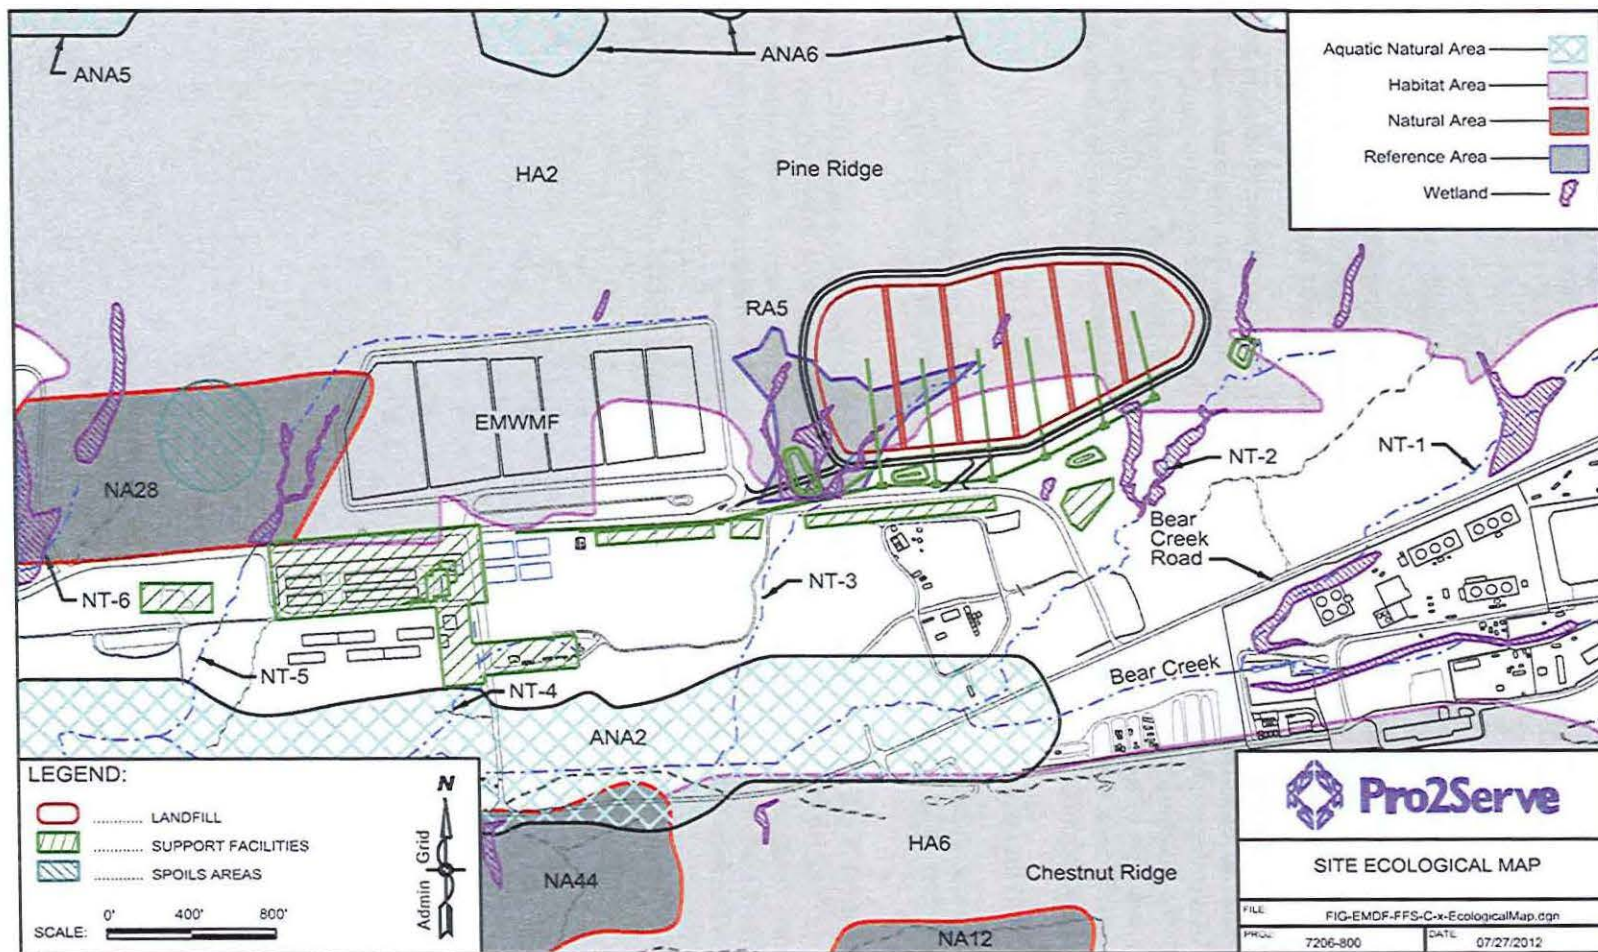 ANA5
ANA6
Aquatic Natural Area
Habitat Area
Natural Area
Reference Area
Wetland
HA2
Pine Ridge
RA5
EMWMF
NA28
NT-2
NT-1
Bear
Creek
Road
NT-6
NT-3
NT-5
NT-4
Bear Creek
ANA2
LEGEND:
LANDFILL
SUPPORT FACILITIES
SPOILS AREAS
SCALE:
0' 400' 800'
N
Admin Grid
NA44
HA6
Chestnut Ridge
NA12
Pro2Serve
SITE ECOLOGICAL MAP
FILE FIG-EMDF-FFS-C-x-EcologicalMap.dgn
PROJ: 7206-800 DATE 07/27/2012